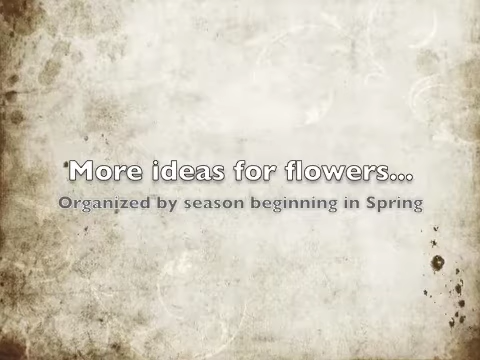 More ideas for flowers...
Organized by season beginning in Spring